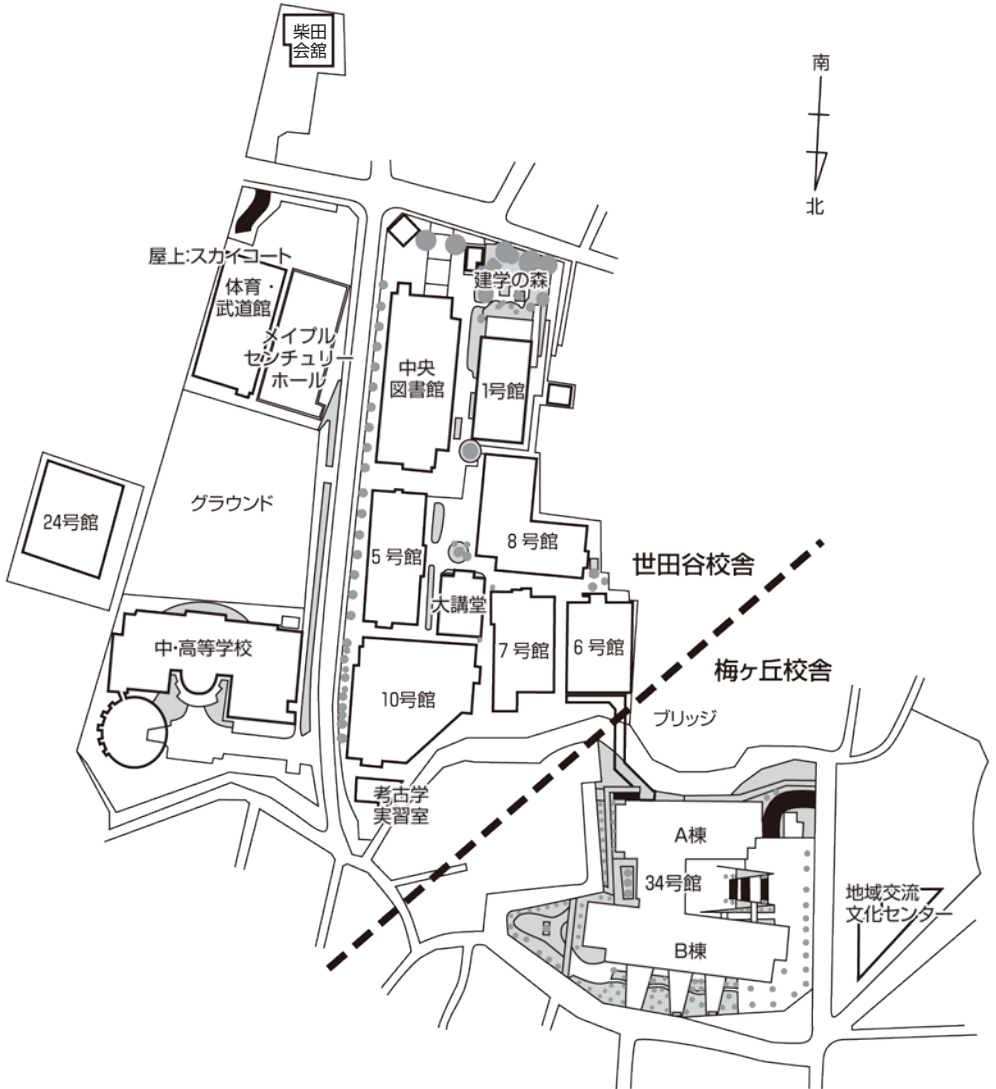 柴田
会舘
南
北
屋上:スカイコート
体育・
武道館
建学の森
メイプル
センチュリー
ホール
中央
図書館
1号館
24号館
グラウンド
5号館
8号館
大講堂
世田谷校舎
中・高等学校
7号館
6号館
梅ヶ丘校舎
10号館
ブリッジ
考古学
実習室
A棟
34号館
地域交流
文化センター
B棟